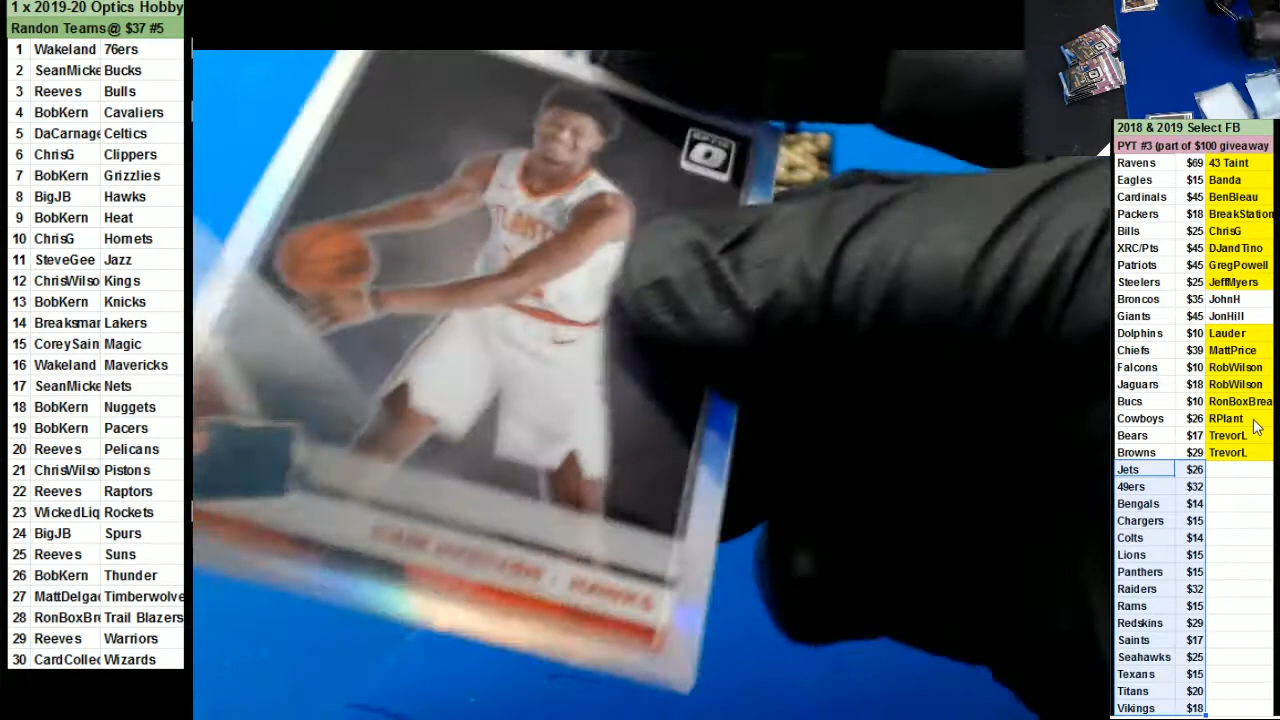 1 x 2019-20 Optics Hobby
Randon Teams@ $37 #5
1 Wakeland 76ers
2 SeanMicke Bucks
3 Reeves Bulls
4 BobKern Cavaliers
5 DaCarnage Celtics
6 ChrisG Clippers
7 BobKern Grizzlies
8 BigJB Hawks
9 BobKern Heat
10 ChrisG Hornets
11 SteveGee Jazz
12 ChrisWilso Kings
13 BobKern Knicks
14 Breaksmar Lakers
15 CoreySain Magic
16 Wakeland Mavericks
17 SeanMicke Nets
18 BobKern Nuggets
19 BobKern Pacers
20 Reeves Pelicans
21 ChrisWilso Pistons
22 Reeves Raptors
23 WickedLiq Rockets
24 BigJB Spurs
25 Reeves Suns
26 BobKern Thunder
27 MattDelgac Timberwolve
28 RonBoxBre Trail Blazers
29 Reeves Warriors
30 CardCollec Wizards
HAWKS
2018 & 2019 Select FB
PYT #3 (part of $100 giveaway
Ravens $69 43 Taint
Eagles $15 Banda
Cardinals $45 BenBleau
Packers $18 BreakStation
Bills $25 ChrisG
XRC/Pts $45 DJandTino
Patriots $45 GregPowell
Steelers $25 JeffMyers
Broncos $35 JohnH
Giants $45 JonHill
Dolphins $10 Lauder
Chiefs $39 MattPrice
Falcons $10 RobWilson
Jaguars $18 RobWilson
Bucs $10 RonBoxBrea
Cowboys $26 RPlant
Bears $17 TrevorL
Browns $29 TrevorL
Jets $26
49ers $32
Bengals $14
Chargers $15
Colts $14
Lions $15
Panthers $15
Raiders $32
Rams $15
Redskins $29
Saints $17
Seahawks $25
Texans $15
Titans $20
Vikings $18